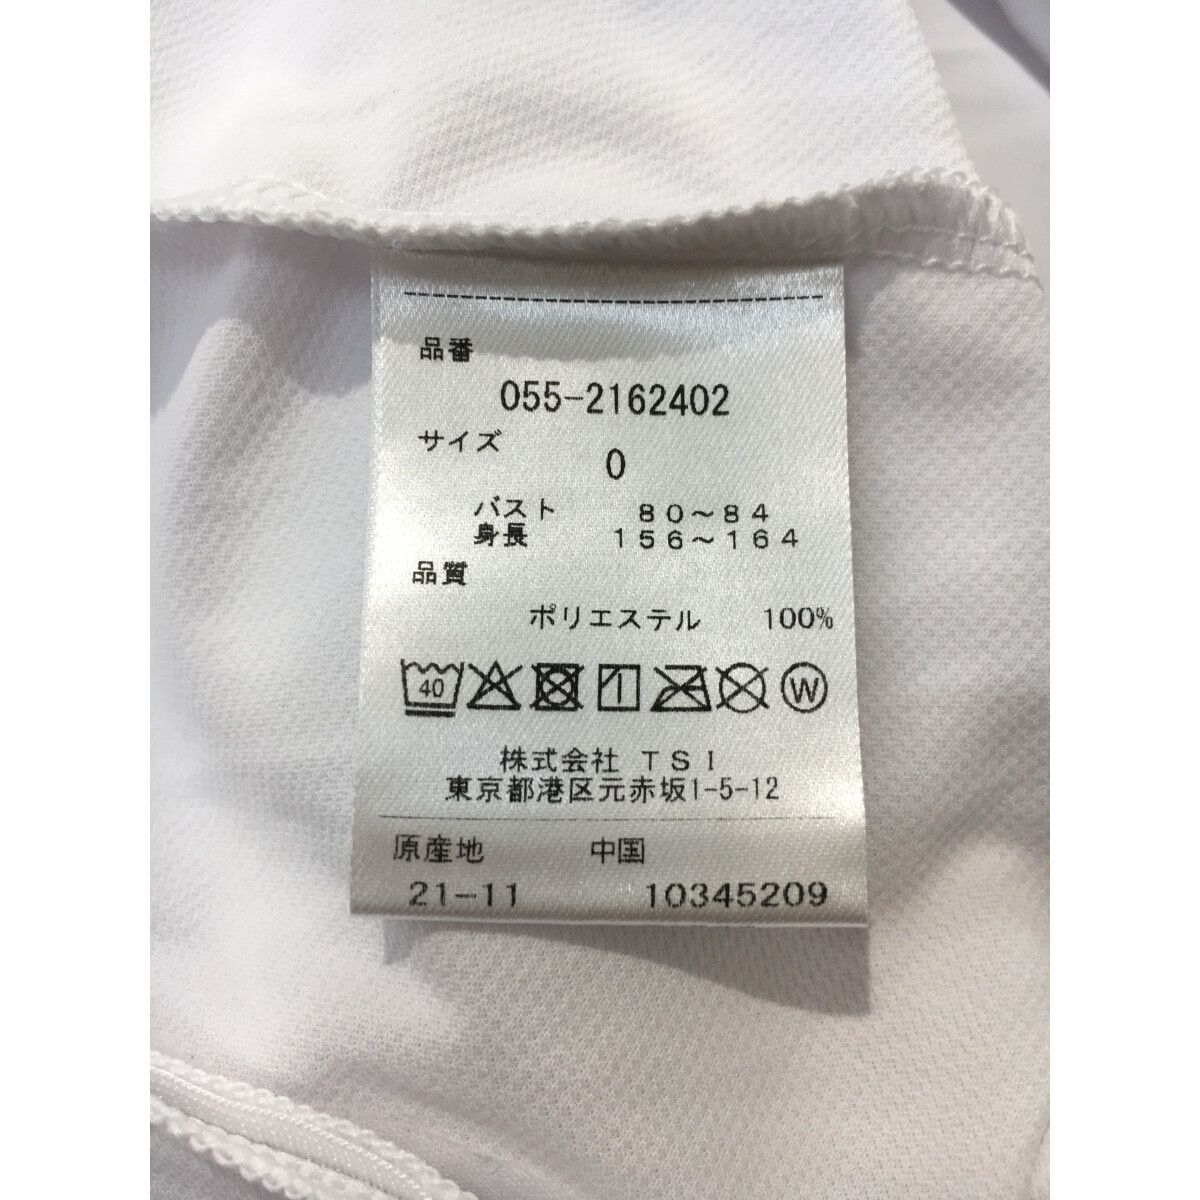 品番
055-2162402
サイズ
0
バスト 80～84
身長 156～164
品質
ポリエステル 100%
40 W
株式会社 TSI
東京都港区元赤坂1-5-12
原産地 中国
21-11 10345209